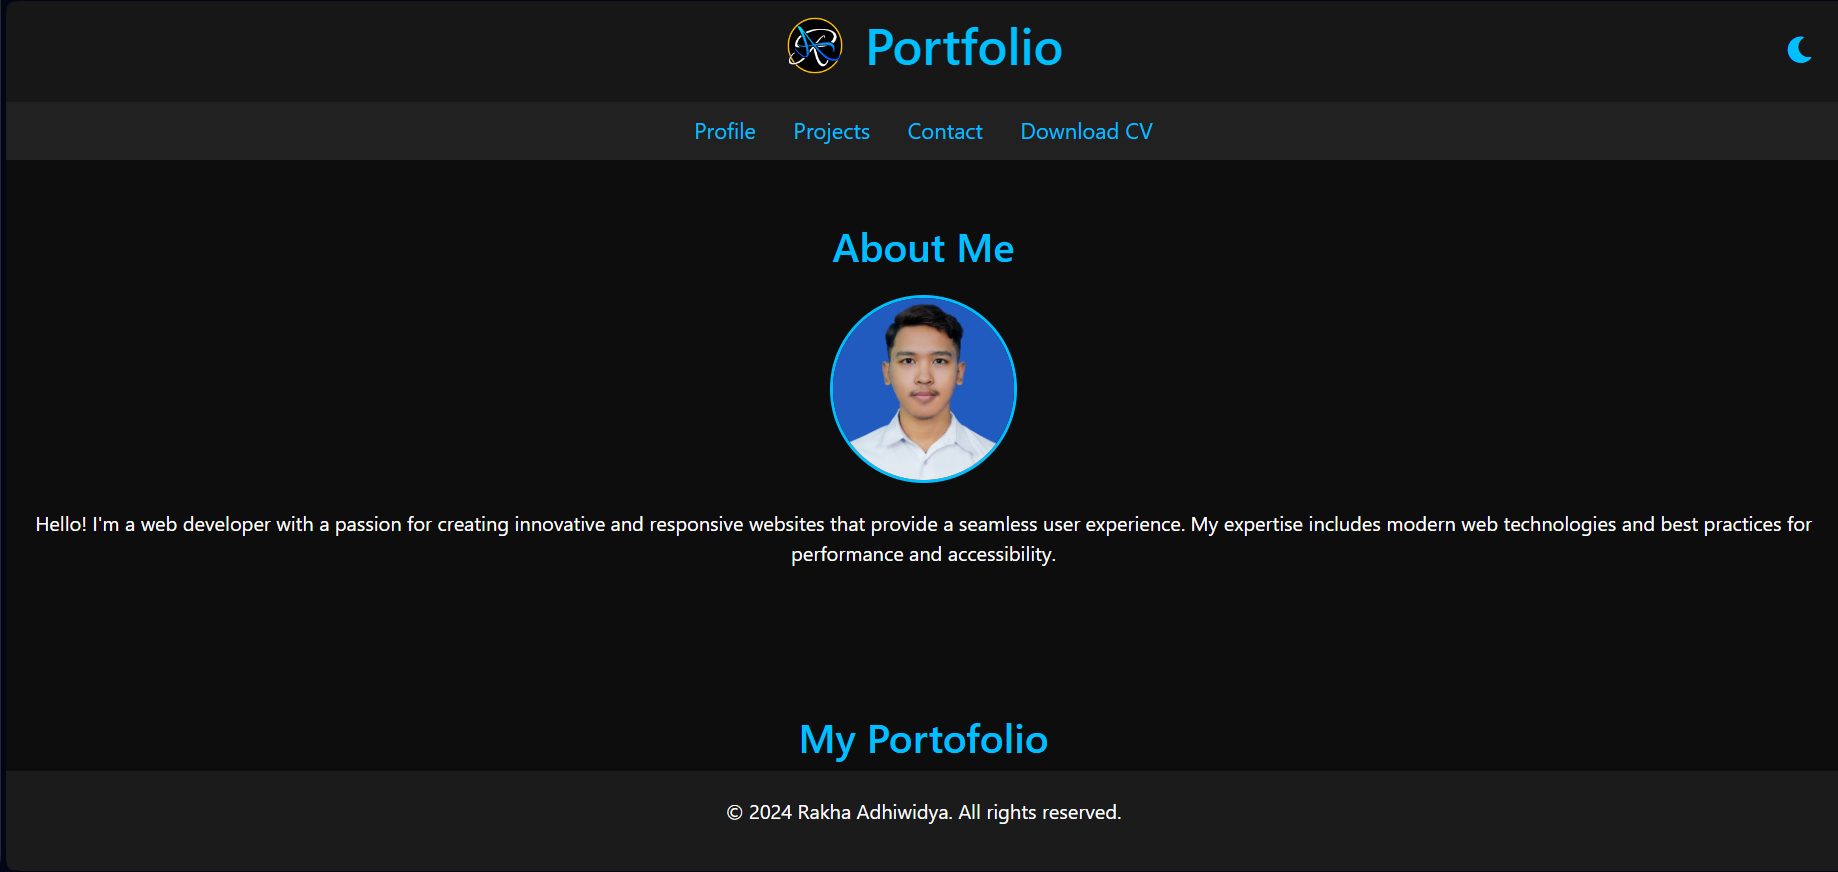 Portfolio
Profile Projects Contact Download CV
About Me
Hello! I'm a web developer with a passion for creating innovative and responsive websites that provide a seamless user experience. My expertise includes modern web technologies and best practices for
performance and accessibility.
My Portofolio
© 2024 Rakha Adhiwidya. All rights reserved.